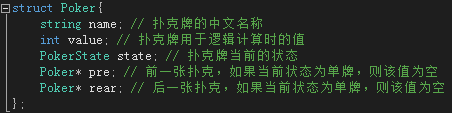 struct Poker{
string name; // 扑克牌的中文名称
int value; // 扑克牌用于逻辑计算时的值
PokerState state; // 扑克牌当前的状态
Poker* pre; // 前一张扑克，如果当前状态为单牌，则该值为空
Poker* rear; // 后一张扑克，如果当前状态为单牌，则该值为空
};